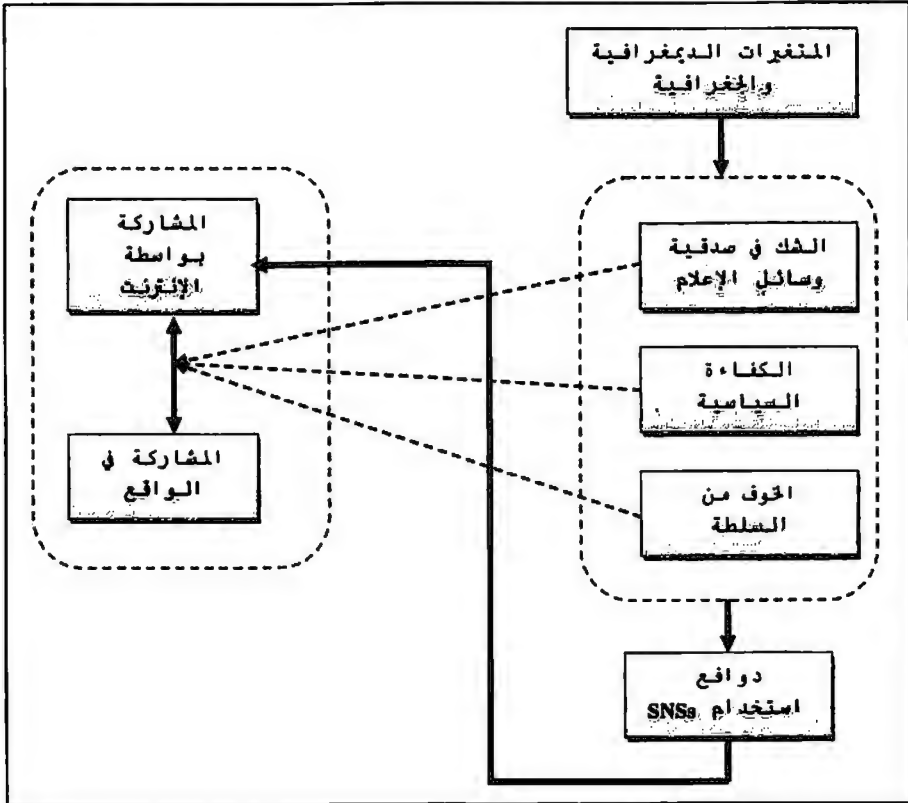 المتغيرات الديمغرافية
والجغرافية
الشك في صدقية
وسائل الإعلام
الكفاءة
السياسية
الخوف من
السلطة
دوافع
استخدام SNSs
المشاركة
بواسطة
الإنترنت
المشاركة في
الواقع